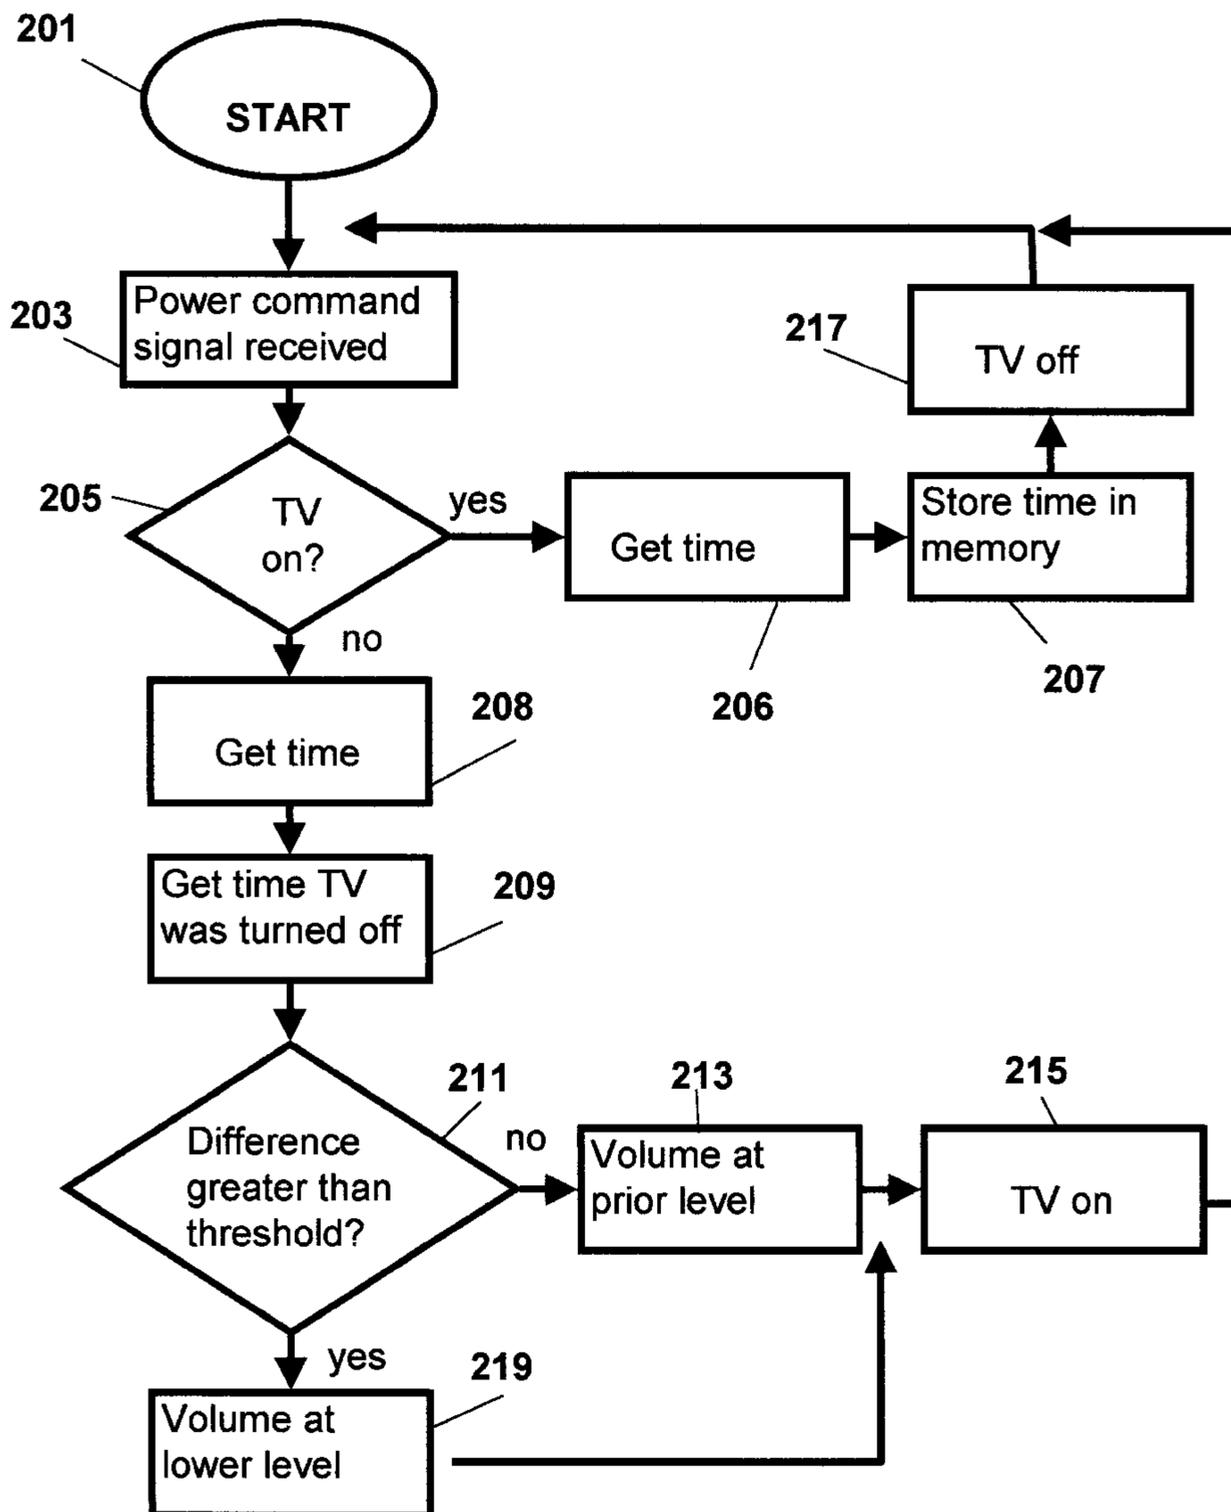 201
START
Power command
signal received
203
217
TV off
205
TV
on?
yes
Get time
Store time in
memory
no
206
207
208
Get time
Get time TV
was turned off
209
211
Difference
greater than
threshold?
no
213
Volume at
prior level
215
TV on
yes
219
Volume at
lower level